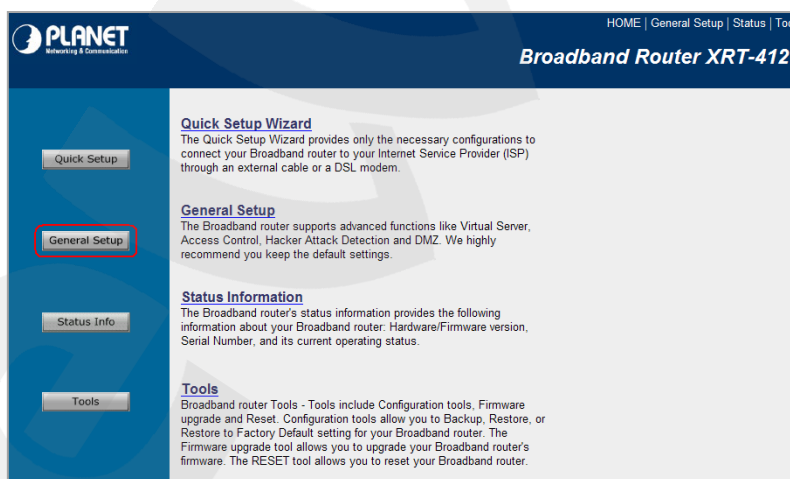 PLANET
Networking & Communication
HOME | General Setup | Status | Too
Broadband Router XRT-412
Quick Setup
General Setup
Status Info
Tools
Quick Setup Wizard
The Quick Setup Wizard provides only the necessary configurations to
connect your Broadband router to your Internet Service Provider (ISP)
through an external cable or a DSL modem.
General Setup
The Broadband router supports advanced functions like Virtual Server,
Access Control, Hacker Attack Detection and DMZ. We highly
recommend you keep the default settings.
Status Information
The Broadband router's status information provides the following
information about your Broadband router: Hardware/Firmware version,
Serial Number, and its current operating status.
Tools
Broadband router Tools - Tools include Configuration tools, Firmware
upgrade and Reset. Configuration tools allow you to Backup, Restore, or
Restore to Factory Default setting for your Broadband router. The
Firmware upgrade tool allows you to upgrade your Broadband router's
firmware. The RESET tool allows you to reset your Broadband router.